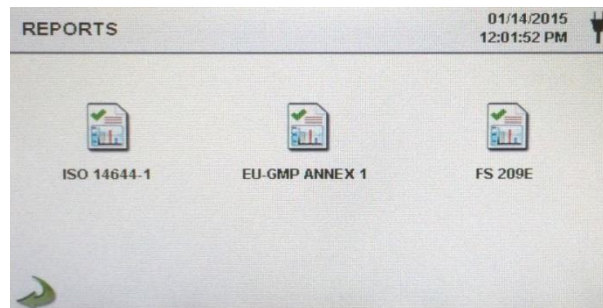 REPORTS
01/14/2015
12:01:52 PM
ISO 14644-1
EU-GMP ANNEX 1
FS 209E